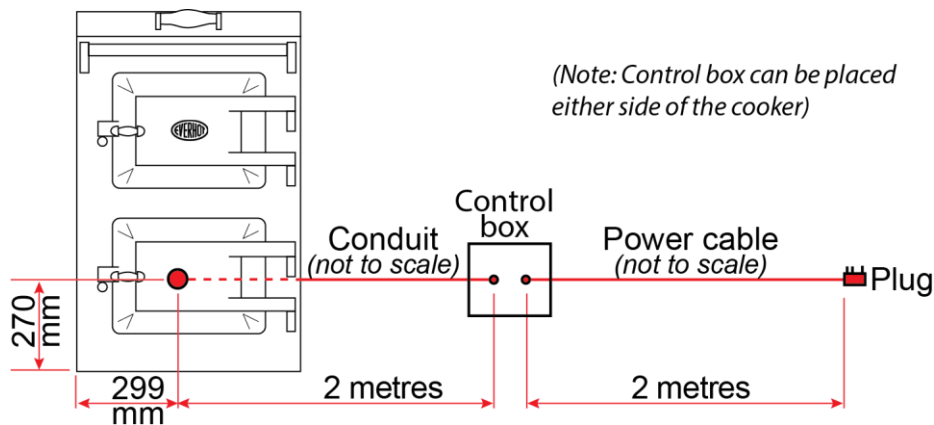 (Note: Control box can be placed
either side of the cooker)
EVERHOT
Control
box
Conduit
(not to scale)
Power cable
(not to scale)
Plug
270
mm
299
mm
2 metres
2 metres